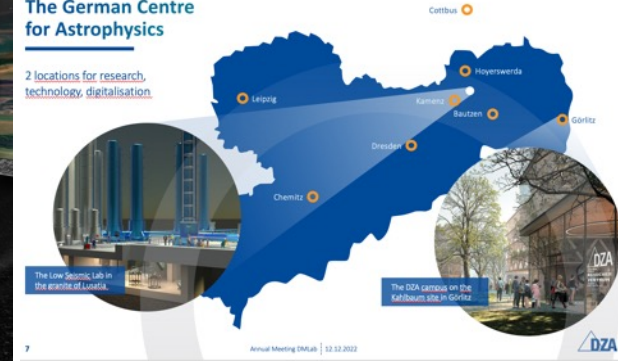 The German Centre
for Astrophysics
2 locations for research,
technology, digitalisation
Cottbus
Hoyerswerda
Leipzig
Kamenz
Bautzen
Görlitz
Dresden
Chemitz
DZA
The Low Seismic Lab in
the granite of Lusatia
The DZA campus on the
Kahlbaum site in Görlitz
7
Annual Meeting DMLab | 12.12.2022
DZA